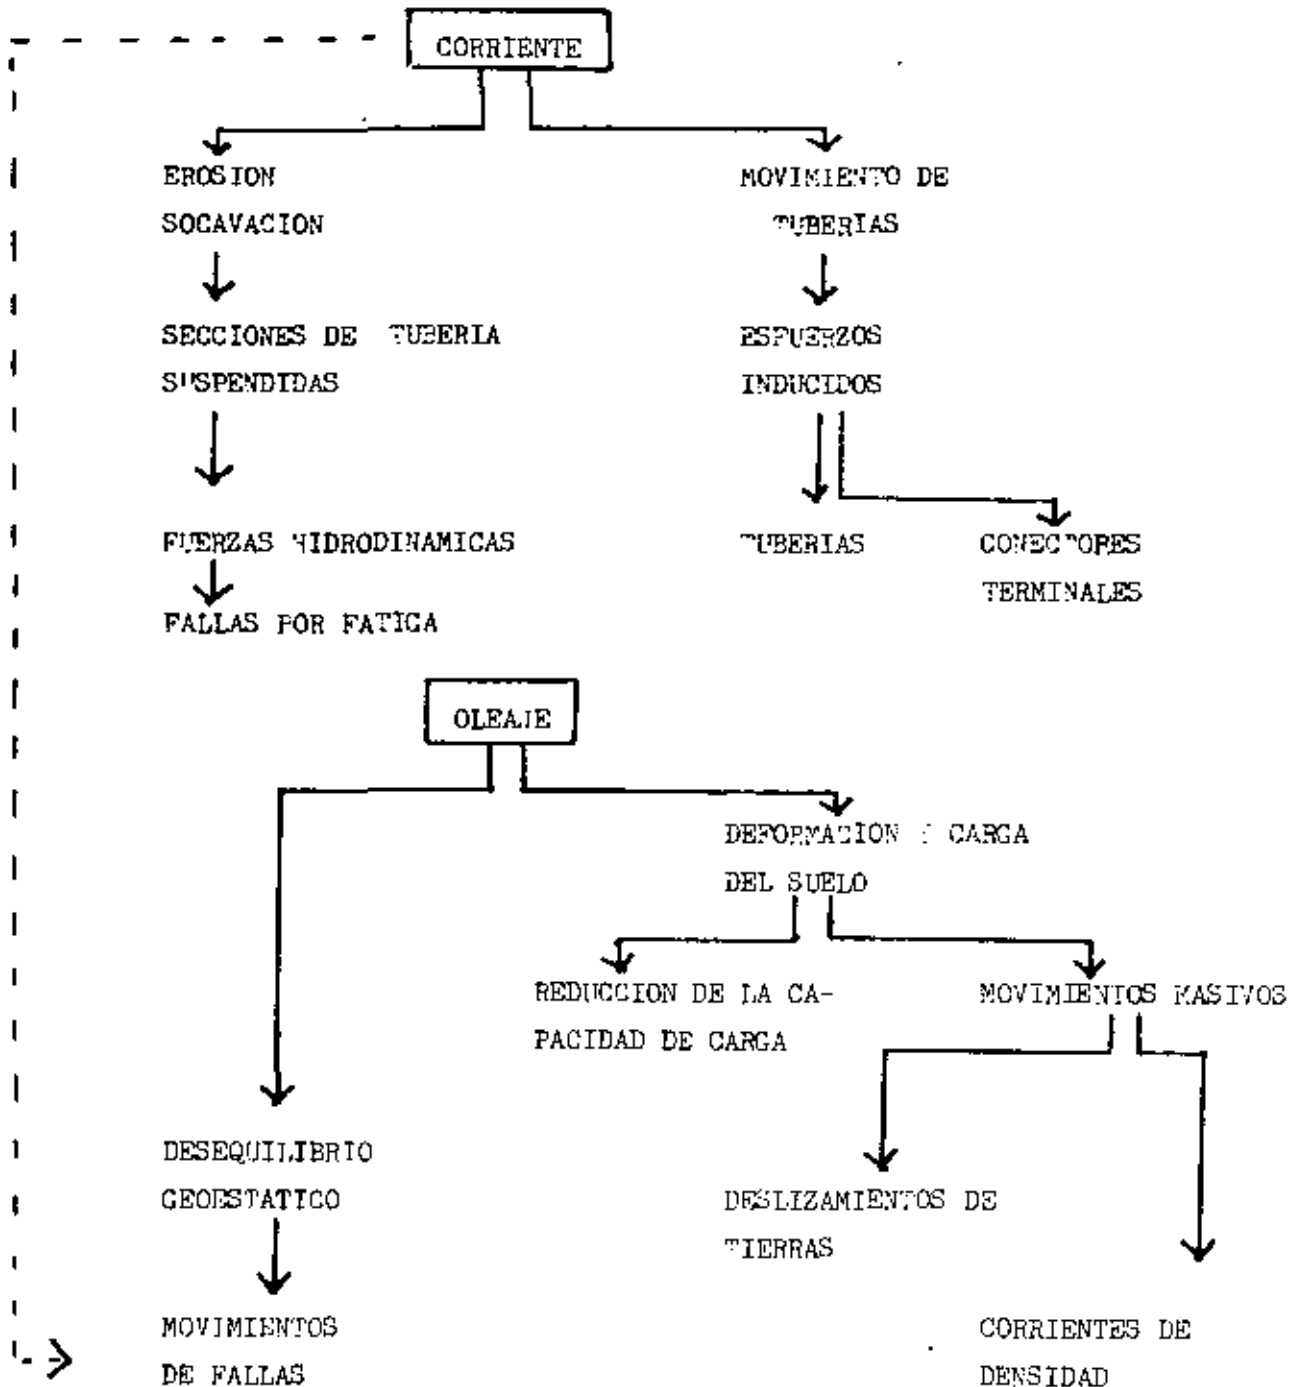 CORRIENTE
EROSION
SOCAVACION
MOVIMIENTO DE
TUBERIAS
SECCIONES DE TUBERIA
SUSPENDIDAS
ESFUERZOS
INDUCIDOS
FUERZAS HIDRODINAMICAS
TUBERIAS
CONECTORES
TERMINALES
FALLAS POR FATIGA
OLEAJE
DEFORMACION Y CARGA
DEL SUELO
REDUCCION DE LA CA-
PACIDAD DE CARGA
MOVIMIENTOS MASIVOS
DESEQUILIBRIO
GEOESTATICO
DESLIZAMIENTOS DE
TIERRAS
MOVIMIENTOS
DE FALLAS
CORRIENTES DE
DENSIDAD